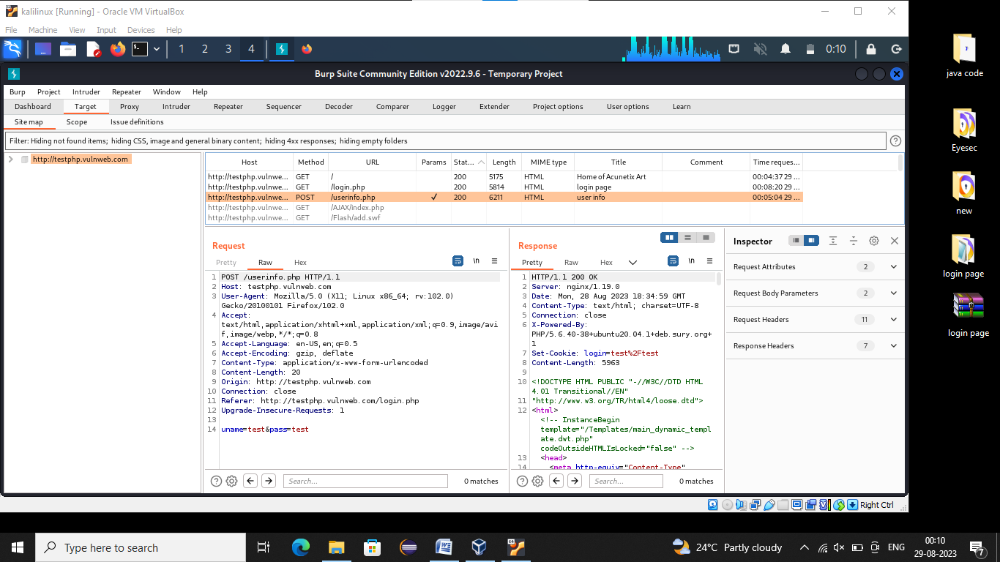 kalilinux [Running] - Oracle VM VirtualBox
File Machine View Input Devices Help
1 2 3 4 0:10
Burp Suite Community Edition v2022.9.6 - Temporary Project
Burp Project Intruder Repeater Window Help
Dashboard Target Proxy Intruder Repeater Sequencer Decoder Comparer Logger Extender Project options User options Learn
Site map Scope Issue definitions
Filter: Hiding not found items; hiding CSS, image and general binary content; hiding 4xx responses; hiding empty folders
http://testphp.vulnweb.com
Host Method URL Params Stat... Length MIME type Title Comment Time reques...
http://testphp.vulnwe... GET / 200 5175 HTML Home of Acunetix Art 00:04:37 29 ...
http://testphp.vulnwe... GET /login.php 200 5814 HTML login page 00:08:20 29 ...
http://testphp.vulnwe... POST /userinfo.php ✓ 200 6211 HTML user info 00:05:04 29 ...
http://testphp.vulnwe... GET /AJAX/index.php
http://testphp.vulnwe... GET /Flash/add.swf
Request
Pretty Raw Hex \n
1 POST /userinfo.php HTTP/1.1
2 Host: testphp.vulnweb.com
3 User-Agent: Mozilla/5.0 (X11; Linux x86_64; rv:102.0)
Gecko/20100101 Firefox/102.0
4 Accept:
text/html,application/xhtml+xml,application/xml;q=0.9,image/avi
f,image/webp,*/*;q=0.8
5 Accept-Language: en-US,en;q=0.5
6 Accept-Encoding: gzip, deflate
7 Content-Type: application/x-www-form-urlencoded
8 Content-Length: 20
9 Origin: http://testphp.vulnweb.com
10 Connection: close
11 Referer: http://testphp.vulnweb.com/login.php
12 Upgrade-Insecure-Requests: 1
13
14 uname=test&pass=test
Search... 0 matches
Response
Pretty Raw Hex \n
1 HTTP/1.1 200 OK
2 Server: nginx/1.19.0
3 Date: Mon, 28 Aug 2023 18:34:59 GMT
4 Content-Type: text/html; charset=UTF-8
5 Connection: close
6 X-Powered-By:
PHP/5.6.40-38+ubuntu20.04.1+deb.sury.org+
1
7 Set-Cookie: login=test%2Ftest
8 Content-Length: 5963
9
10 <!DOCTYPE HTML PUBLIC "-//W3C//DTD HTML
4.01 Transitional//EN"
11 "http://www.w3.org/TR/html4/loose.dtd">
12 <html>
<!-- InstanceBegin
template="/Templates/main_dynamic_templ
ate.dwt.php"
codeOutsideHTMLIsLocked="false" -->
13 <head>
14 <meta http-equiv="Content-Type"
Search... 0 matches
Inspector
Request Attributes 2
Request Body Parameters 2
Request Headers 11
Response Headers 7
Right Ctrl
java code
Eyesec
new
login page
login page
Type here to search
24°C Partly cloudy
ENG
00:10
29-08-2023
7